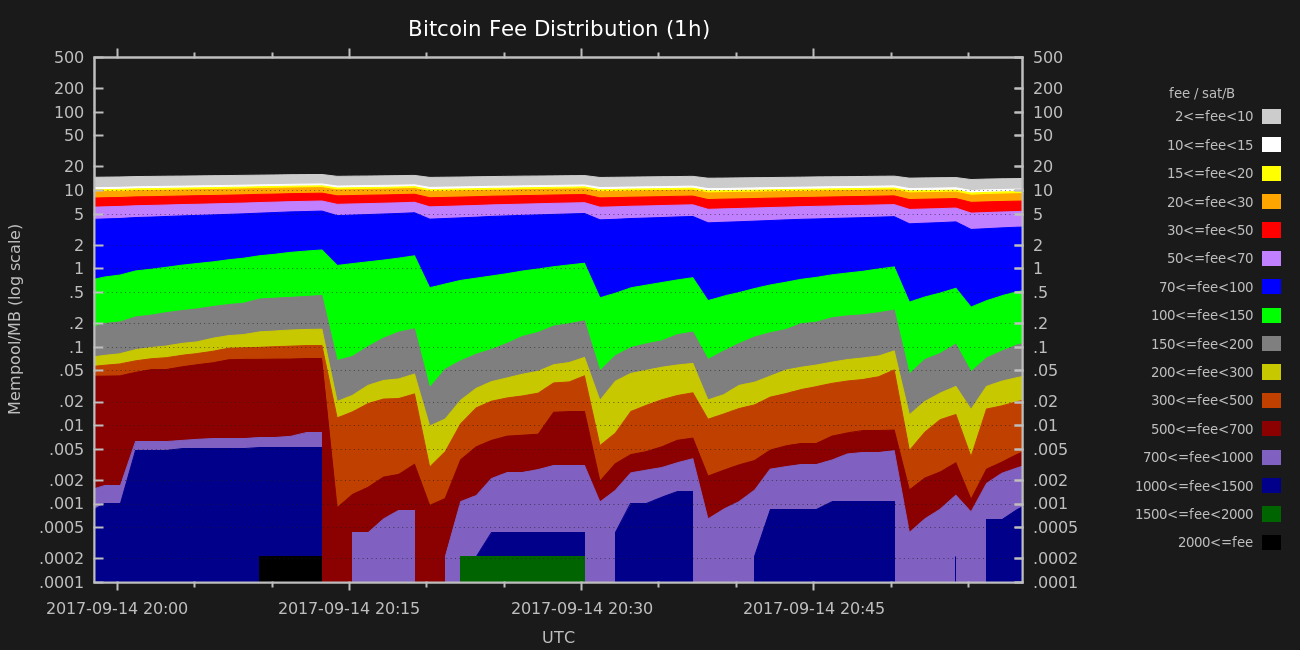 Bitcoin Fee Distribution (1h)
500 500
200 200
100 100
50 50
20 20
10 10
5 5
2 2
1 1
.5 .5
.2 .2
.1 .1
.05 .05
.02 .02
.01 .01
.005 .005
.002 .002
.001 .001
.0005 .0005
.0002 .0002
.0001 .0001
Mempool/MB (log scale)
2017-09-14 20:00 2017-09-14 20:15 2017-09-14 20:30 2017-09-14 20:45
UTC
fee / sat/B
2<=fee<10
10<=fee<15
15<=fee<20
20<=fee<30
30<=fee<50
50<=fee<70
70<=fee<100
100<=fee<150
150<=fee<200
200<=fee<300
300<=fee<500
500<=fee<700
700<=fee<1000
1000<=fee<1500
1500<=fee<2000
2000<=fee